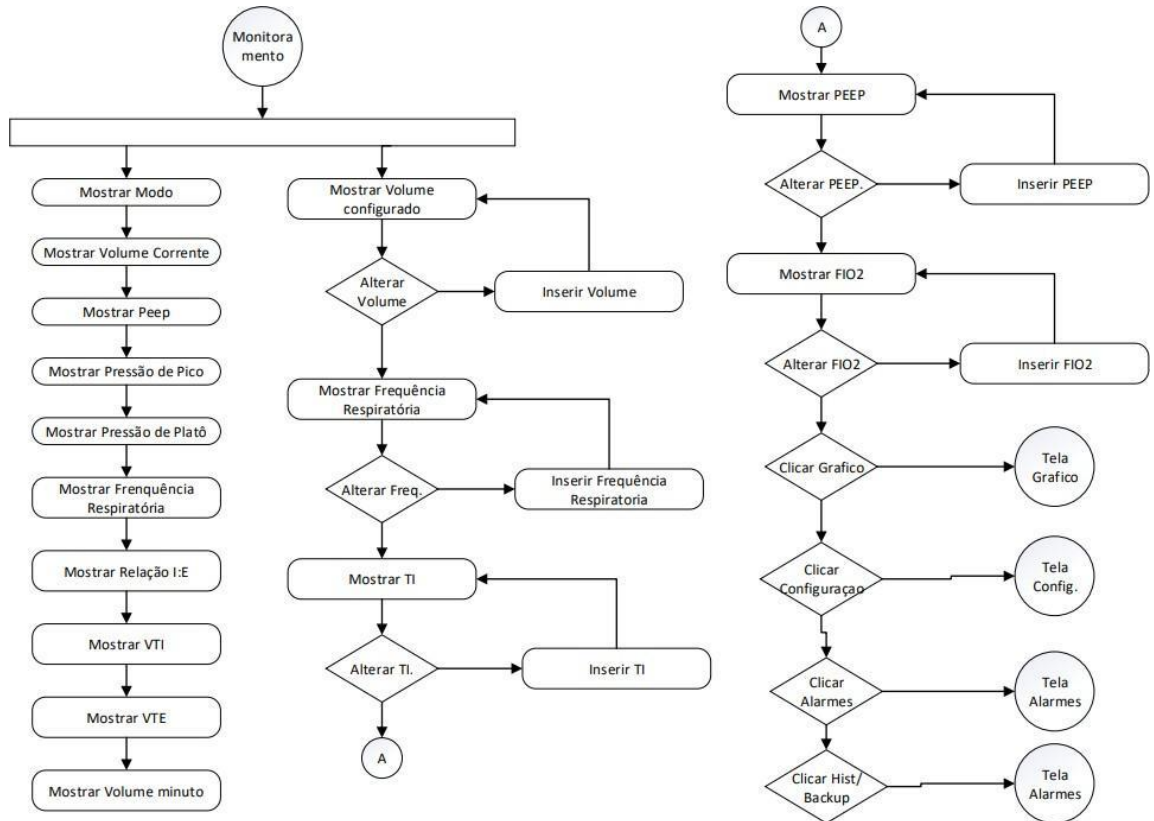 Monitora
mento
Mostrar Modo
Mostrar Volume Corrente
Mostrar Peep
Mostrar Pressão de Pico
Mostrar Pressão de Platô
Mostrar Frenquência
Respiratória
Mostrar Relação I:E
Mostrar VTI
Mostrar VTE
Mostrar Volume minuto
Mostrar Volume
configurado
Alterar
Volume
Inserir Volume
Mostrar Frequência
Respiratória
Alterar Freq.
Inserir Frequência
Respiratoria
Mostrar TI
Alterar TI.
Inserir TI
A
A
Mostrar PEEP
Alterar PEEP.
Inserir PEEP
Mostrar FIO2
Alterar FIO2
Inserir FIO2
Clicar Grafico
Tela
Grafico
Clicar
Configuraçao
Tela
Config.
Clicar
Alarmes
Tela
Alarmes
Clicar Hist/
Backup
Tela
Alarmes